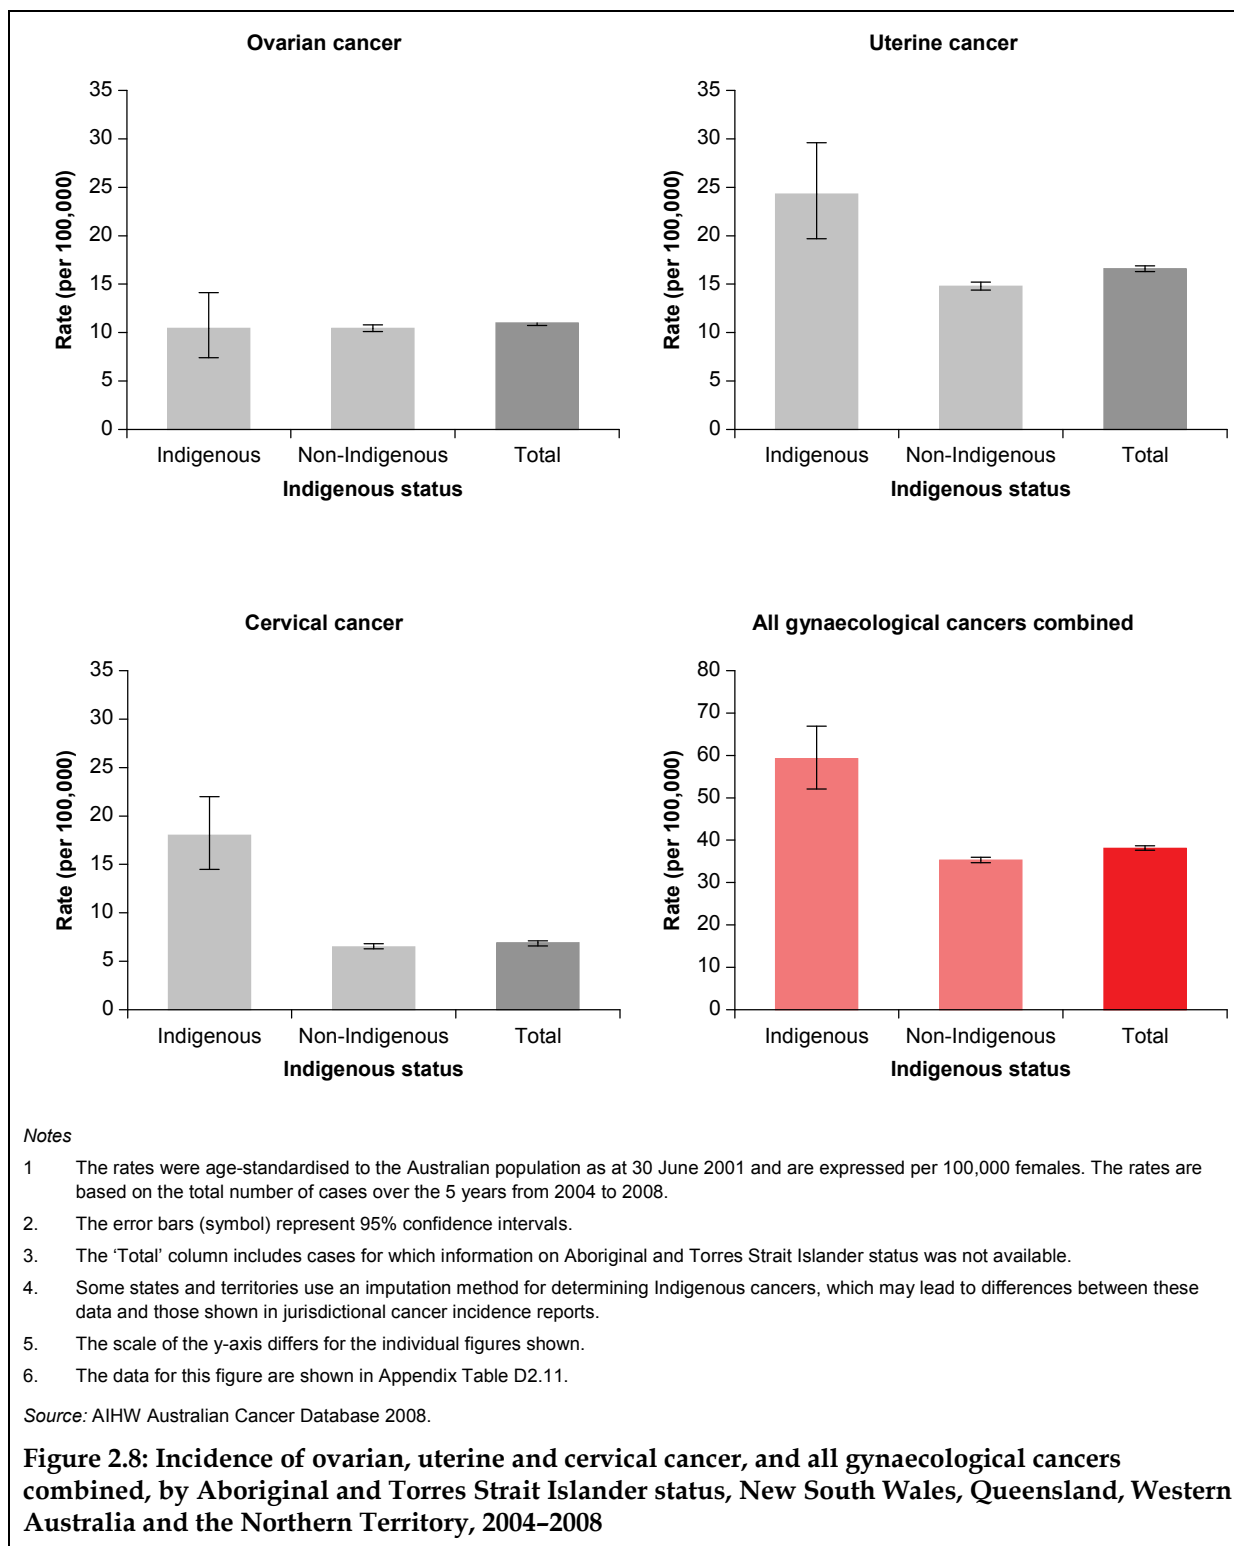 Ovarian cancer
35
30
25
20
15
10
5
0
Rate (per 100,000)
Indigenous Non-Indigenous Total
Indigenous status
Uterine cancer
35
30
25
20
15
10
5
0
Rate (per 100,000)
Indigenous Non-Indigenous Total
Indigenous status
Cervical cancer
35
30
25
20
15
10
5
0
Rate (per 100,000)
Indigenous Non-Indigenous Total
Indigenous status
All gynaecological cancers combined
80
70
60
50
40
30
20
10
0
Rate (per 100,000)
Indigenous Non-Indigenous Total
Indigenous status
Notes
1 The rates were age-standardised to the Australian population as at 30 June 2001 and are expressed per 100,000 females. The rates are
based on the total number of cases over the 5 years from 2004 to 2008.
2. The error bars (symbol) represent 95% confidence intervals.
3. The ‘Total’ column includes cases for which information on Aboriginal and Torres Strait Islander status was not available.
4. Some states and territories use an imputation method for determining Indigenous cancers, which may lead to differences between these
data and those shown in jurisdictional cancer incidence reports.
5. The scale of the y-axis differs for the individual figures shown.
6. The data for this figure are shown in Appendix Table D2.11.
Source: AIHW Australian Cancer Database 2008.
Figure 2.8: Incidence of ovarian, uterine and cervical cancer, and all gynaecological cancers
combined, by Aboriginal and Torres Strait Islander status, New South Wales, Queensland, Western
Australia and the Northern Territory, 2004–2008